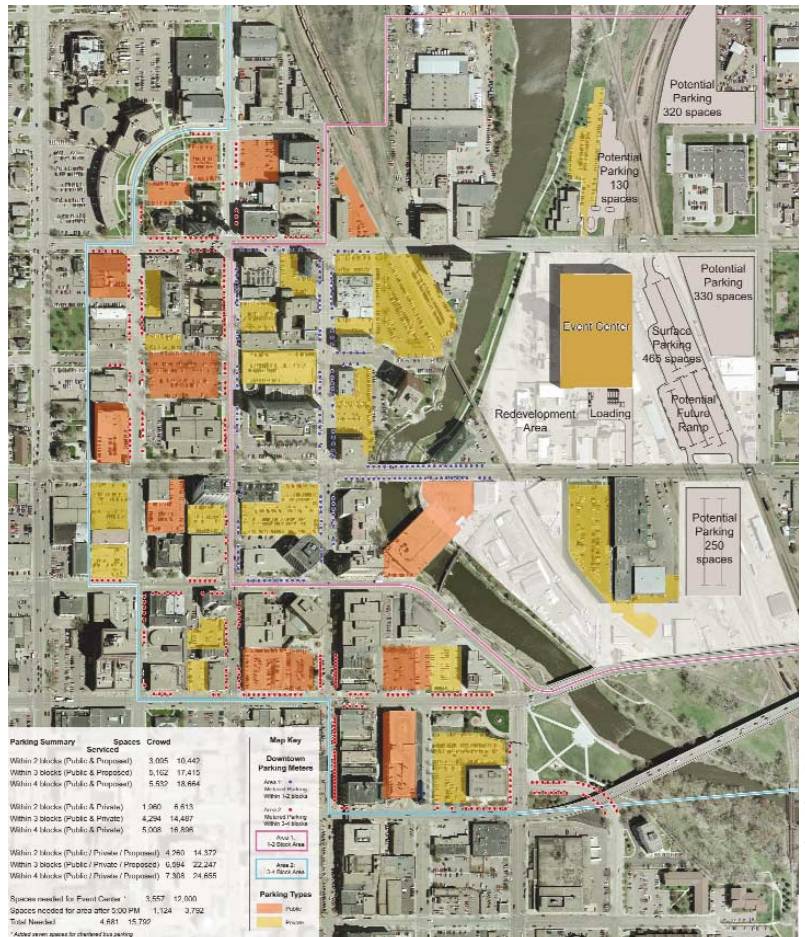 Potential
Parking
320 spaces
Potential
Parking
130
spaces
Potential
Parking
330 spaces
Event Center
Surface
Parking
465 spaces
Redevelopment
Area
Loading
Potential
Future
Ramp
Potential
Parking
250
spaces
Parking Summary Spaces Crowd
Serviced
Within 2 blocks (Public & Proposed) 3,095 10,442
Within 3 blocks (Public & Proposed) 5,162 17,415
Within 4 blocks (Public & Proposed) 5,532 18,664
Within 2 blocks (Public & Private) 1,960 6,613
Within 3 blocks (Public & Private) 4,294 14,487
Within 4 blocks (Public & Private) 5,008 16,896
Within 2 blocks (Public / Private / Proposed) 4,260 14,372
Within 3 blocks (Public / Private / Proposed) 6,594 22,247
Within 4 blocks (Public / Private / Proposed) 7,308 24,655
Spaces needed for Event Center * 3,557 12,000
Spaces needed for area after 5:00 PM 1,124 3,792
Total Needed 4,681 15,792
* Added seven spaces for chartered bus parking
Map Key
Downtown
Parking Meters
Area 1:
Metered Parking
Within 1-2 blocks
Area 2:
Metered Parking
Within 3-4 blocks
Area 1:
1-2 Block Area
Area 2:
3-4 Block Area
Parking Types
Public
Private